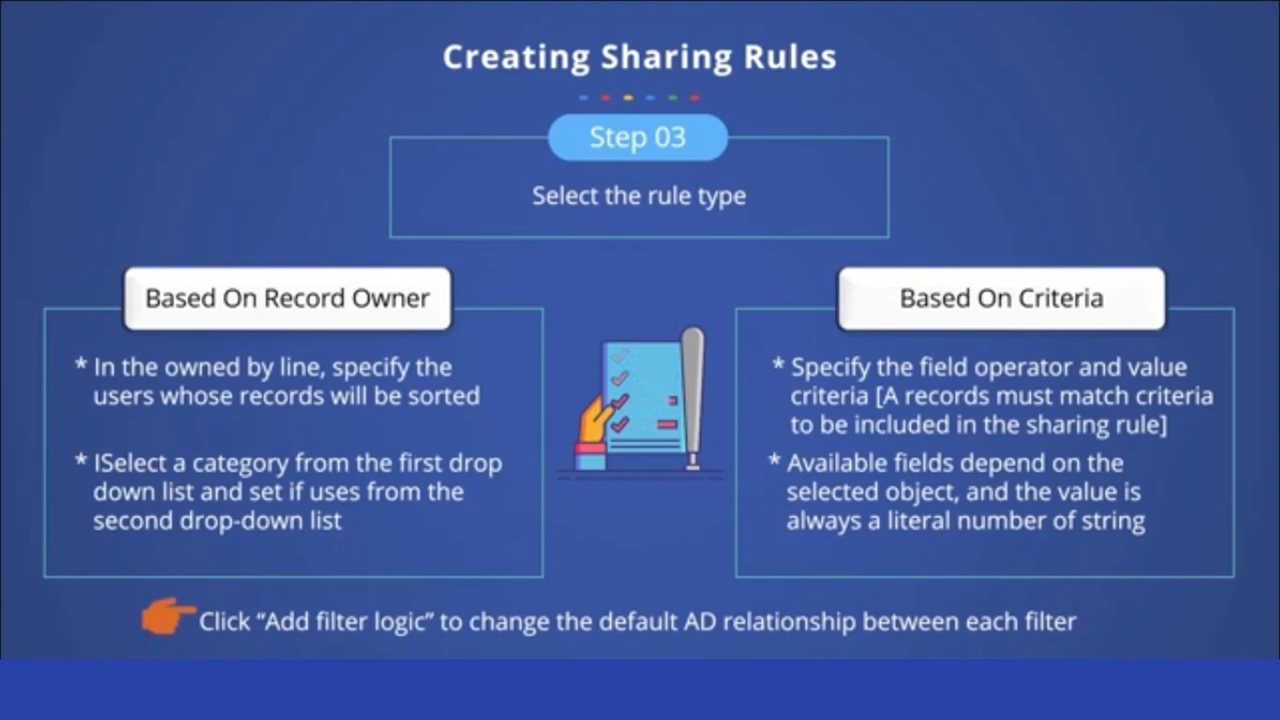 Creating Sharing Rules
Step 03
Select the rule type
Based On Record Owner
* In the owned by line, specify the
users whose records will be sorted
* ISelect a category from the first drop
down list and set if uses from the
second drop-down list
Based On Criteria
* Specify the field operator and value
criteria [A records must match criteria
to be included in the sharing rule]
* Available fields depend on the
selected object, and the value is
always a literal number of string
Click “Add filter logic” to change the default AD relationship between each filter